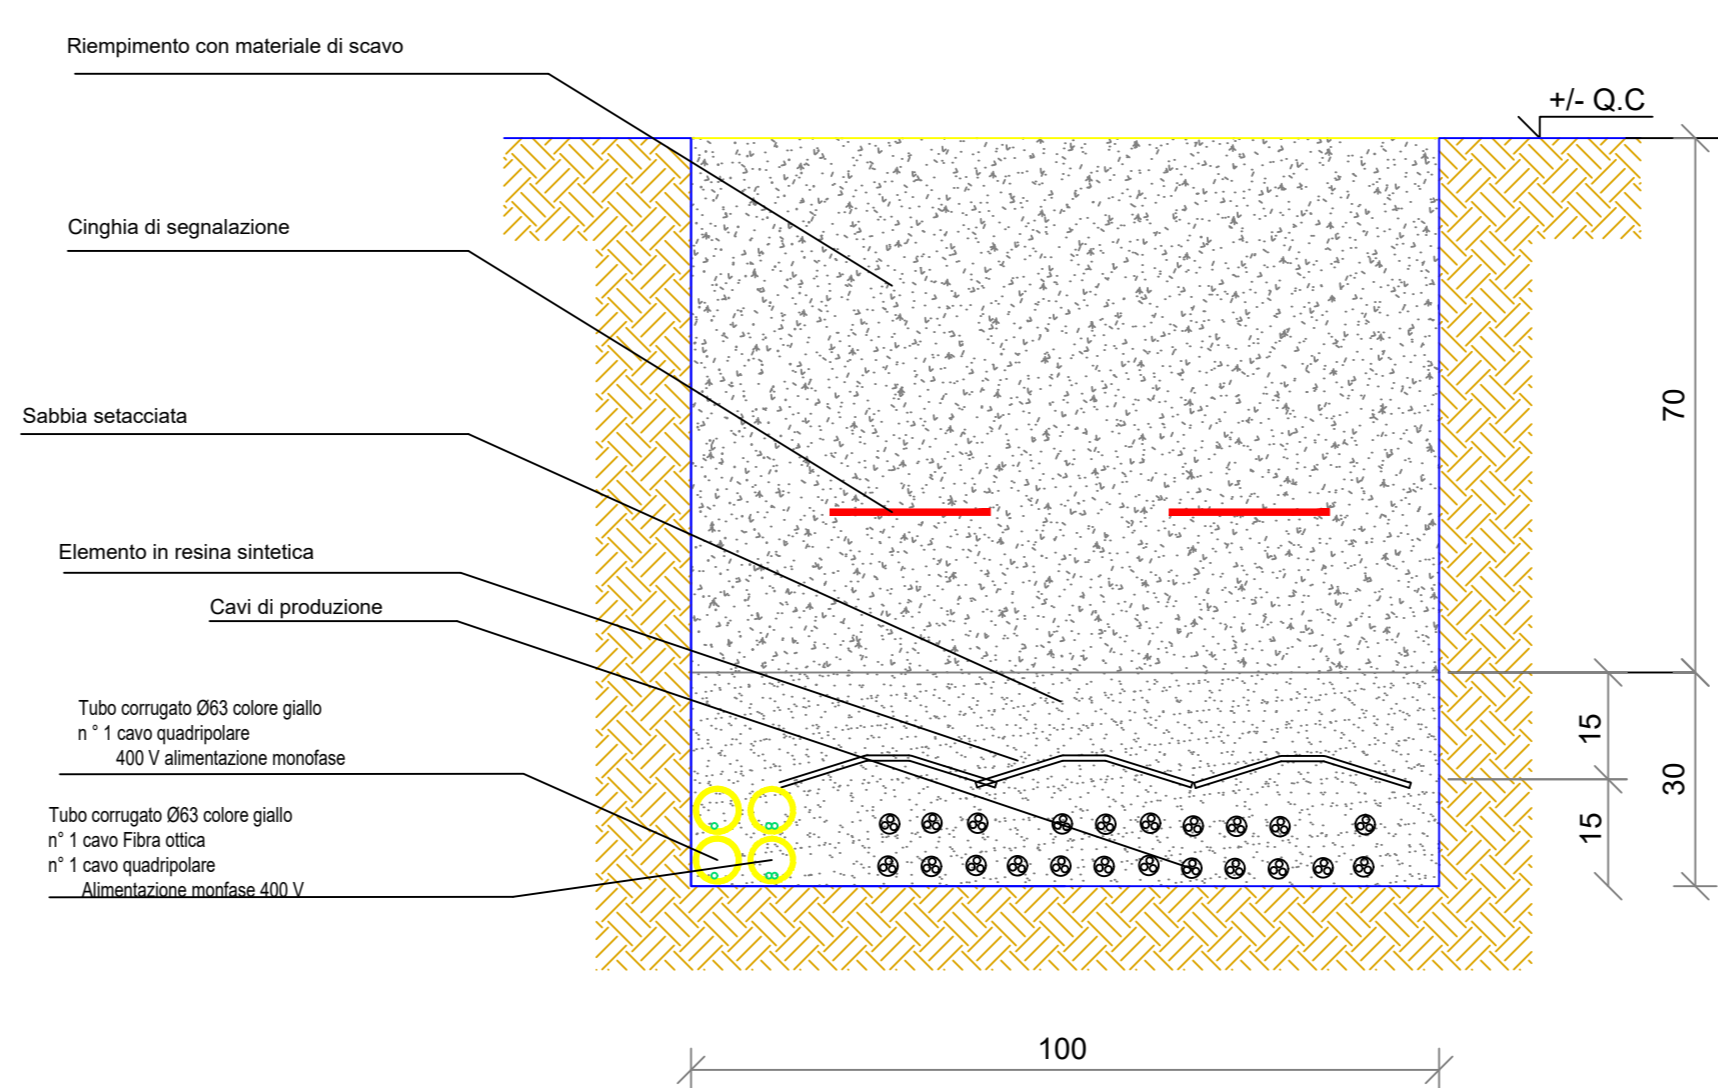 Riempimento con materiale di scavo
+/- Q.C
Cinghia di segnalazione
70
Sabbia setacciata
Elemento in resina sintetica
Cavi di produzione
Tubo corrugato Ø63 colore giallo
n ° 1 cavo quadripolare
400 V alimentazione monofase
15
30
15
Tubo corrugato Ø63 colore giallo
n° 1 cavo Fibra ottica
n° 1 cavo quadripolare
Alimentazione monfase 400 V
100